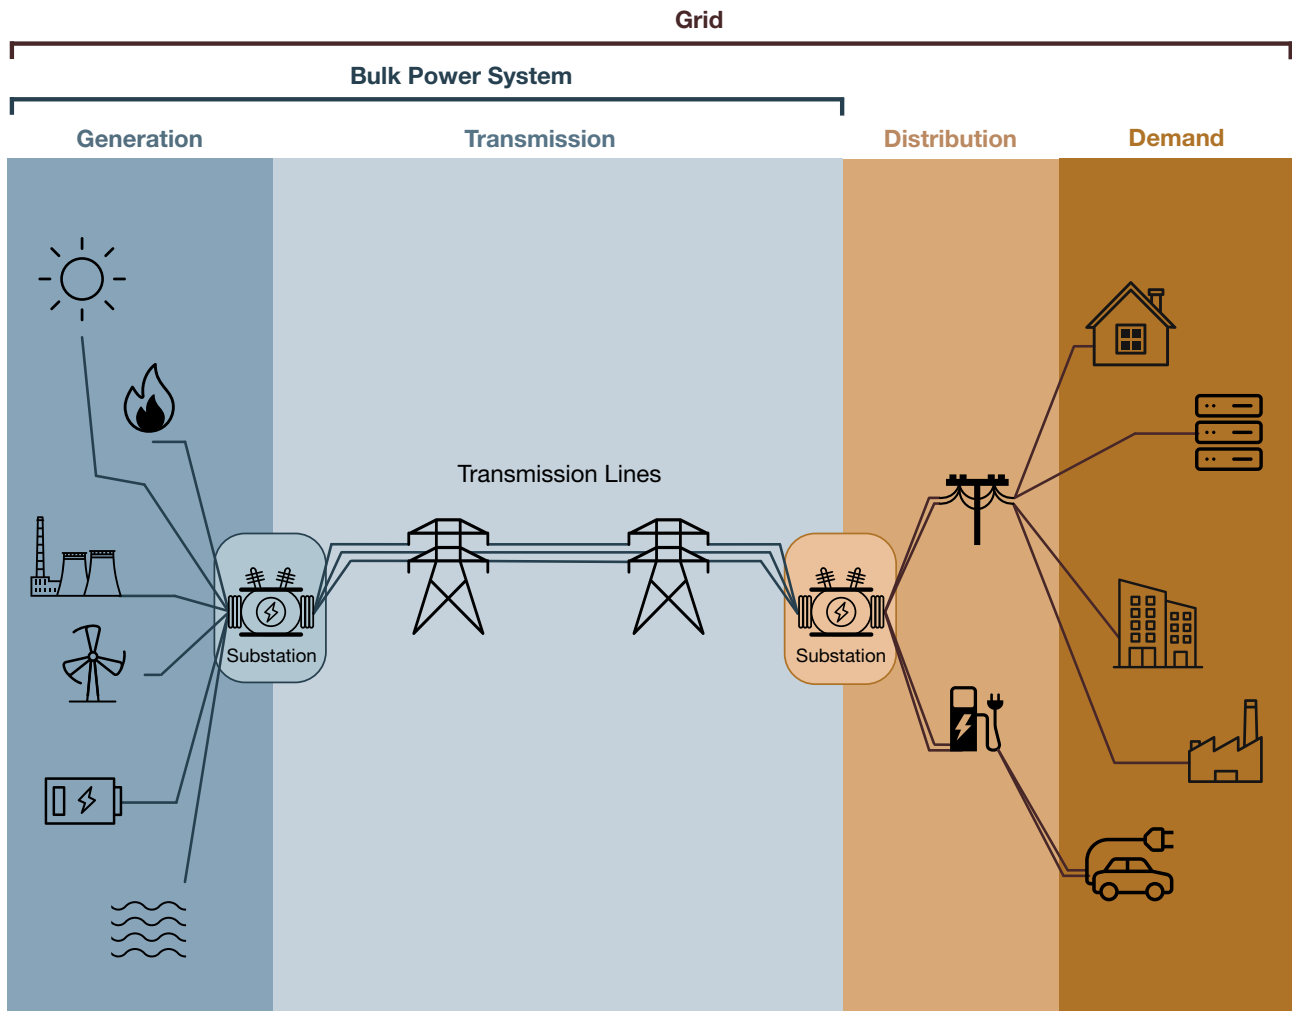 Grid
Bulk Power System
Generation
Transmission
Distribution
Demand
Transmission Lines
Substation
Substation